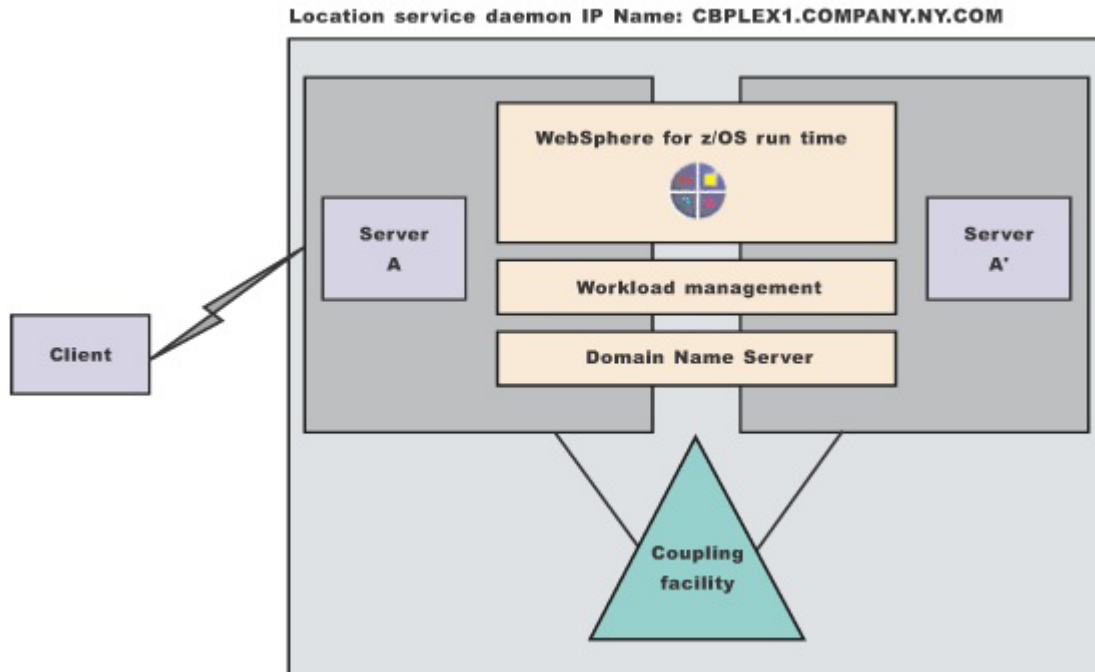 Location service daemon IP Name: CBPLEX1.COMPANY.NY.COM
WebSphere for z/OS run time
Server
A
Server
A'
Workload management
Client
Domain Name Server
Coupling
facility